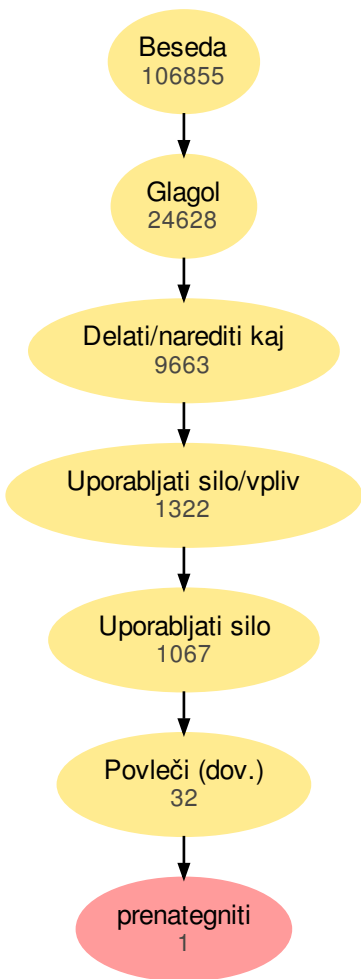 Beseda
106855
Glagol
24628
Delati/narediti kaj
9663
Uporabljati silo/vpliv
1322
Uporabljati silo
1067
Povleči (dov.)
32
prenategniti
1